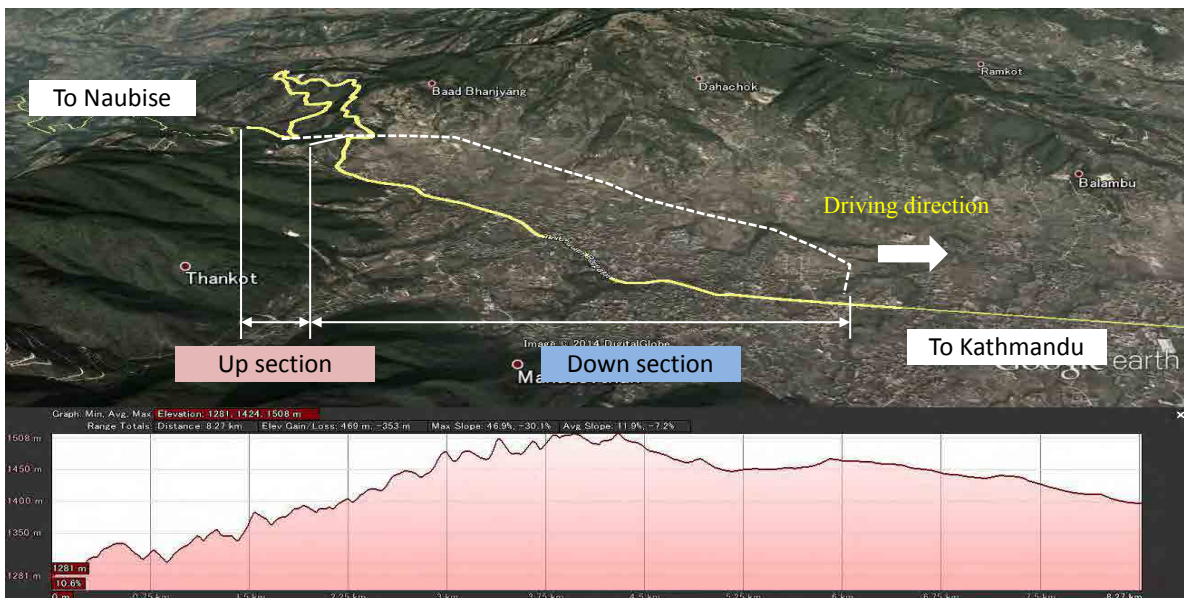 To Naubise
Baad Bhanjyang
Dahachok
Ramkot
Balambu
Driving direction
Thankot
Image © 2014 DigitalGlobe
Up section
Down section
To Kathmandu
earth
Graph: Min, Avg, Max Elevation: 1281, 1424, 1508 m
Range Totals: Distance: 8.27 km Elev Gain/Loss: 469 m, -353 m Max Slope: 46.9%, -30.1% Avg Slope: 11.9%, -7.2%
1508 m
1450 m
1400 m
1350 m
1281 m
1281 m
10.6%
0 m 0.75 km 1.5 km 2.25 km 3 km 3.75 km 4.5 km 5.25 km 6 km 6.75 km 7.5 km 8.27 km